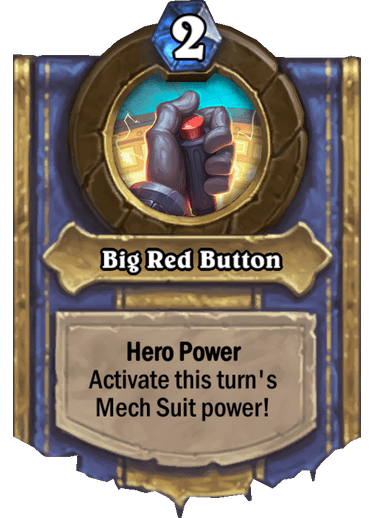 2
Big Red Button
Hero Power
Activate this turn's
Mech Suit power!